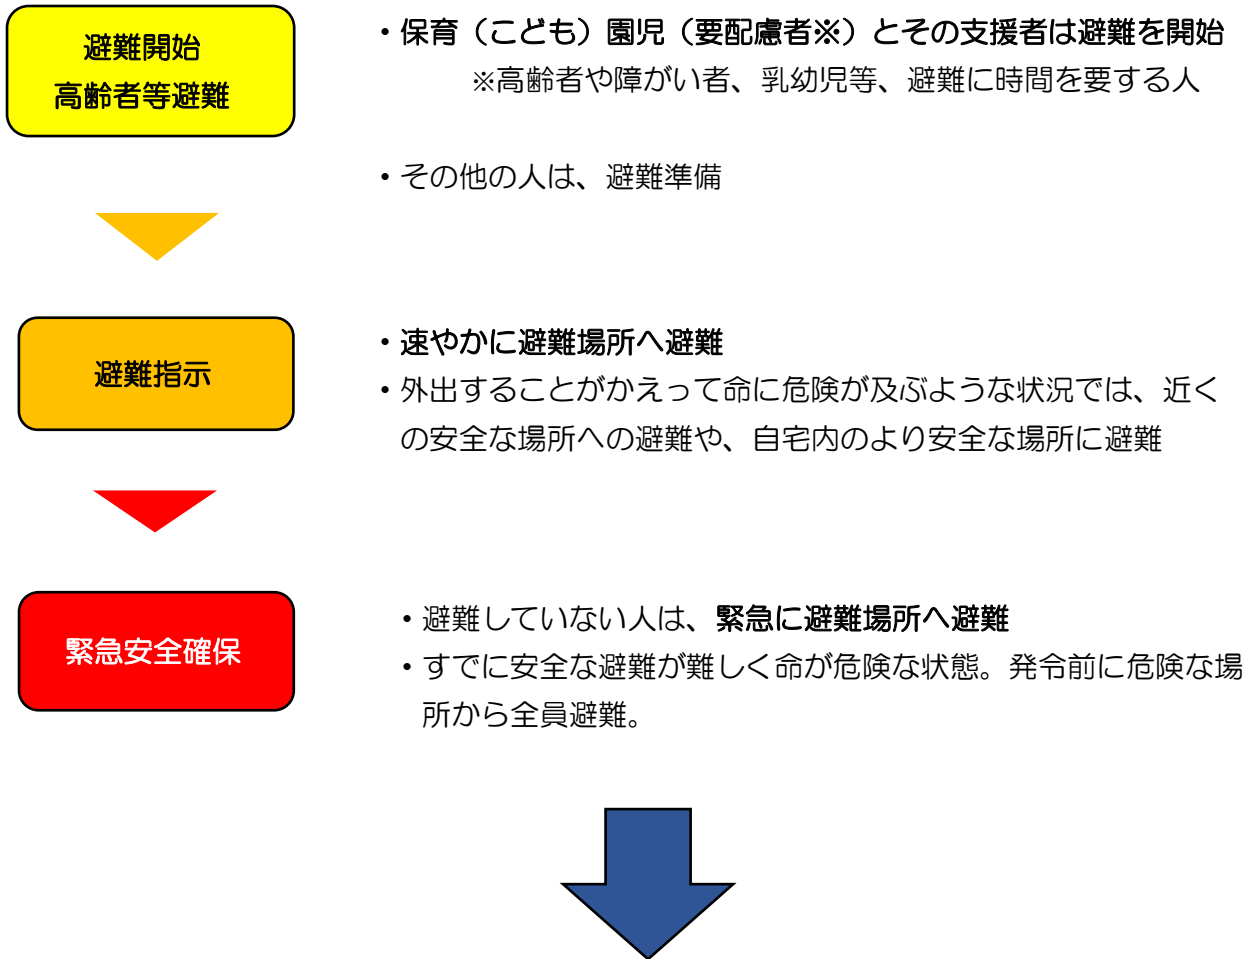 避難開始
高齢者等避難
・保育（こども）園児（要配慮者※）とその支援者は避難を開始
※高齢者や障がい者、乳幼児等、避難に時間を要する人
・その他の人は、避難準備
避難指示
・速やかに避難場所へ避難
・外出することがかえって命に危険が及ぶような状況では、近く
の安全な場所への避難や、自宅内のより安全な場所に避難
緊急安全確保
・避難していない人は、緊急に避難場所へ避難
・すでに安全な避難が難しく命が危険な状態。発令前に危険な場
所から全員避難。